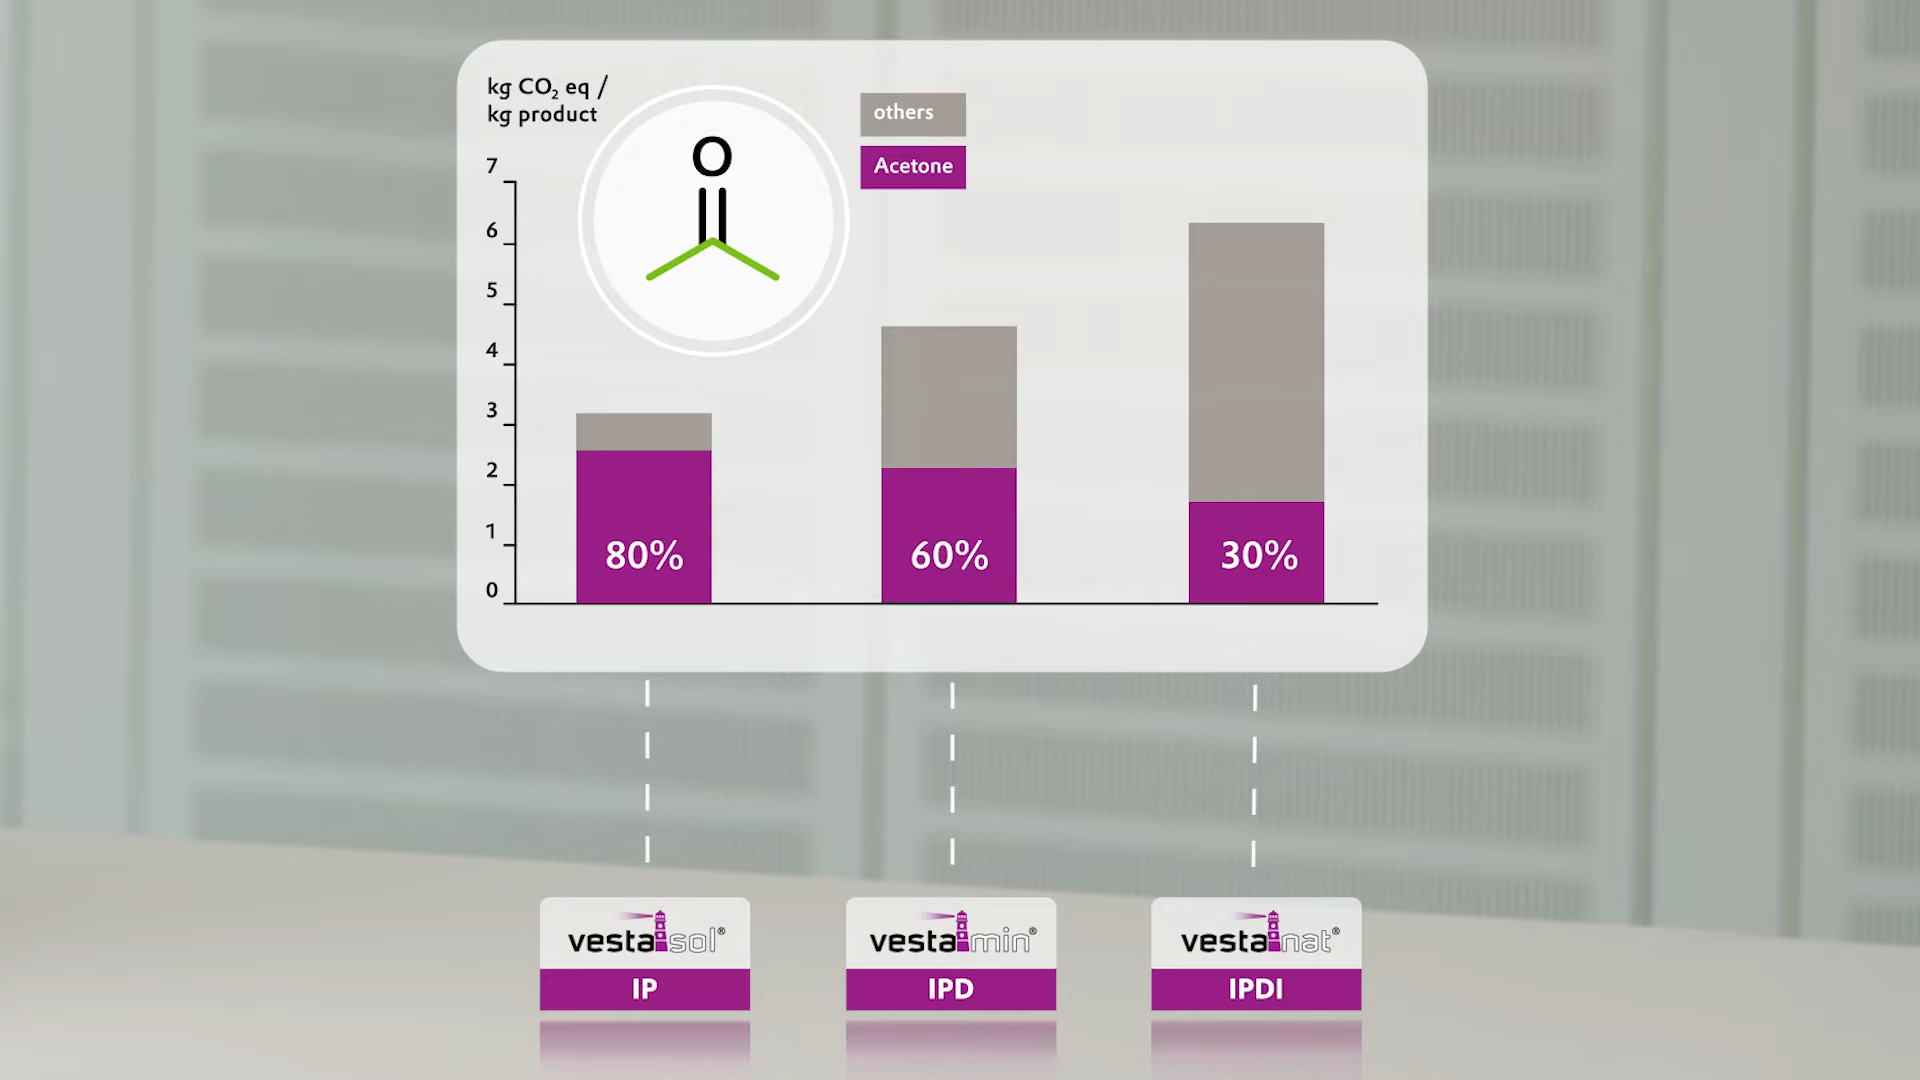 kg CO₂ eq /
kg product
others
Acetone
O
7
6
5
4
3
2
1
0
80%
60%
30%
vestasol®
vestamin®
vestanat®
IP
IPD
IPDI